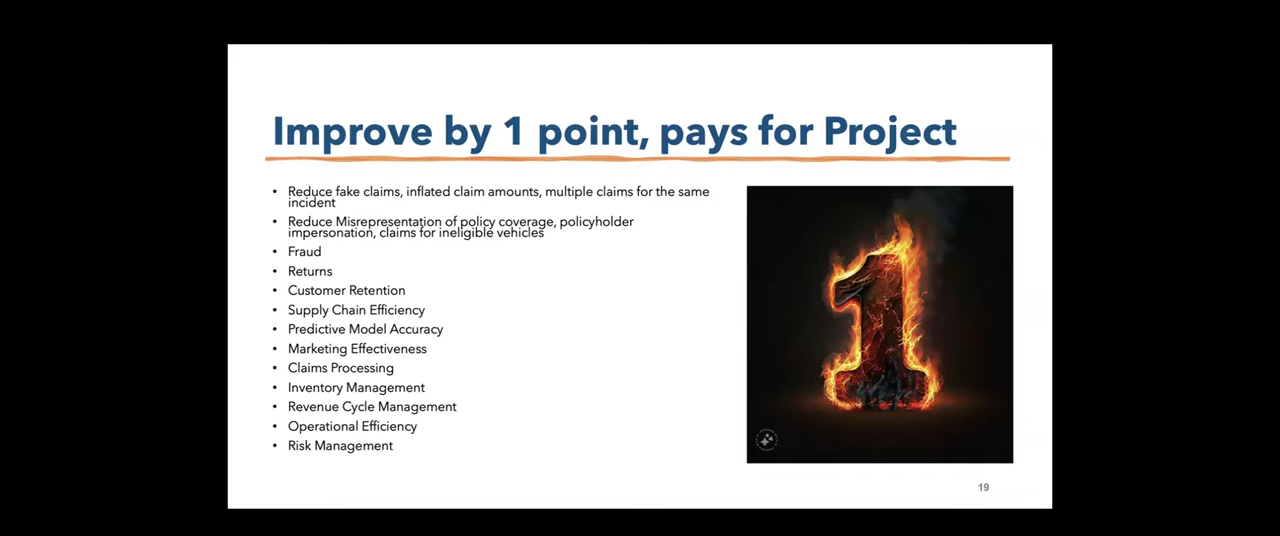 Improve by 1 point, pays for Project
• Reduce fake claims, inflated claim amounts, multiple claims for the same
incident
• Reduce Misrepresentation of policy coverage, policyholder
impersonation, claims for ineligible vehicles
• Fraud
• Returns
• Customer Retention
• Supply Chain Efficiency
• Predictive Model Accuracy
• Marketing Effectiveness
• Claims Processing
• Inventory Management
• Revenue Cycle Management
• Operational Efficiency
• Risk Management
1
19